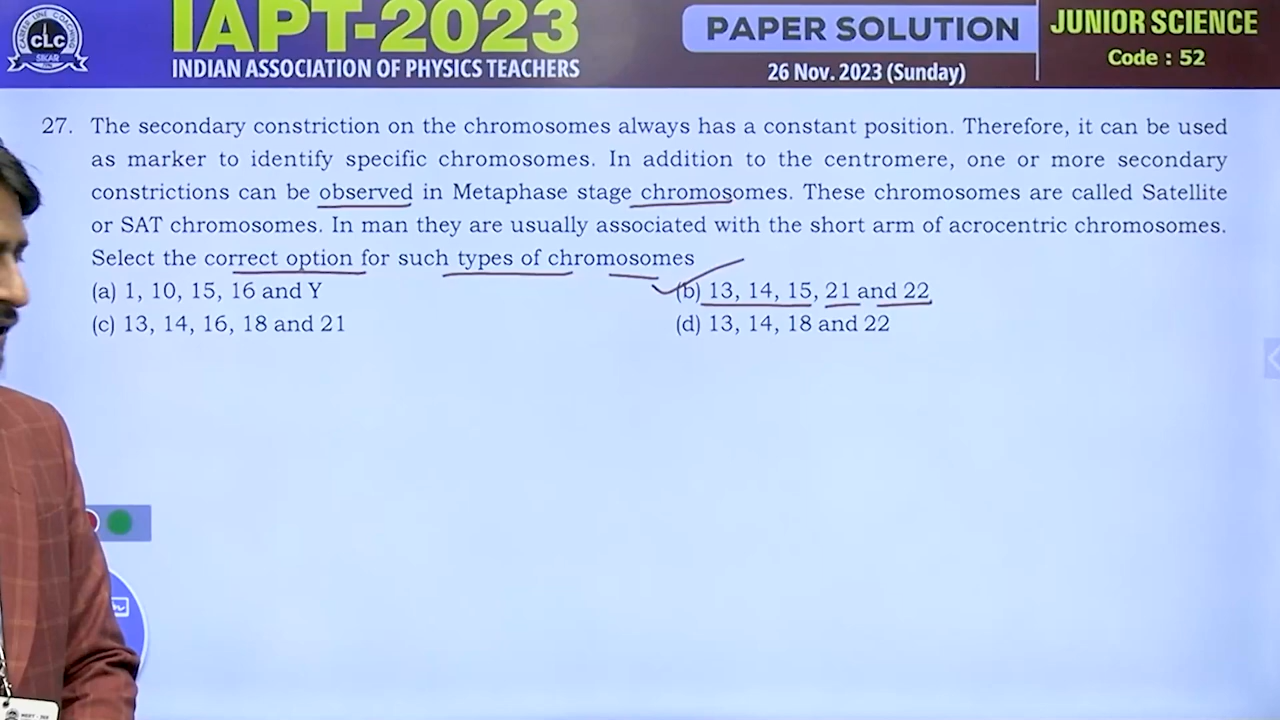 CAREER LINE COACHING
CLC
SIKAR
IAPT-2023
INDIAN ASSOCIATION OF PHYSICS TEACHERS
PAPER SOLUTION
26 Nov. 2023 (Sunday)
JUNIOR SCIENCE
Code : 52
27. The secondary constriction on the chromosomes always has a constant position. Therefore, it can be used
as marker to identify specific chromosomes. In addition to the centromere, one or more secondary
constrictions can be observed in Metaphase stage chromosomes. These chromosomes are called Satellite
or SAT chromosomes. In man they are usually associated with the short arm of acrocentric chromosomes.
Select the correct option for such types of chromosomes
(a) 1, 10, 15, 16 and Y
(b) 13, 14, 15, 21 and 22
(c) 13, 14, 16, 18 and 21
(d) 13, 14, 18 and 22